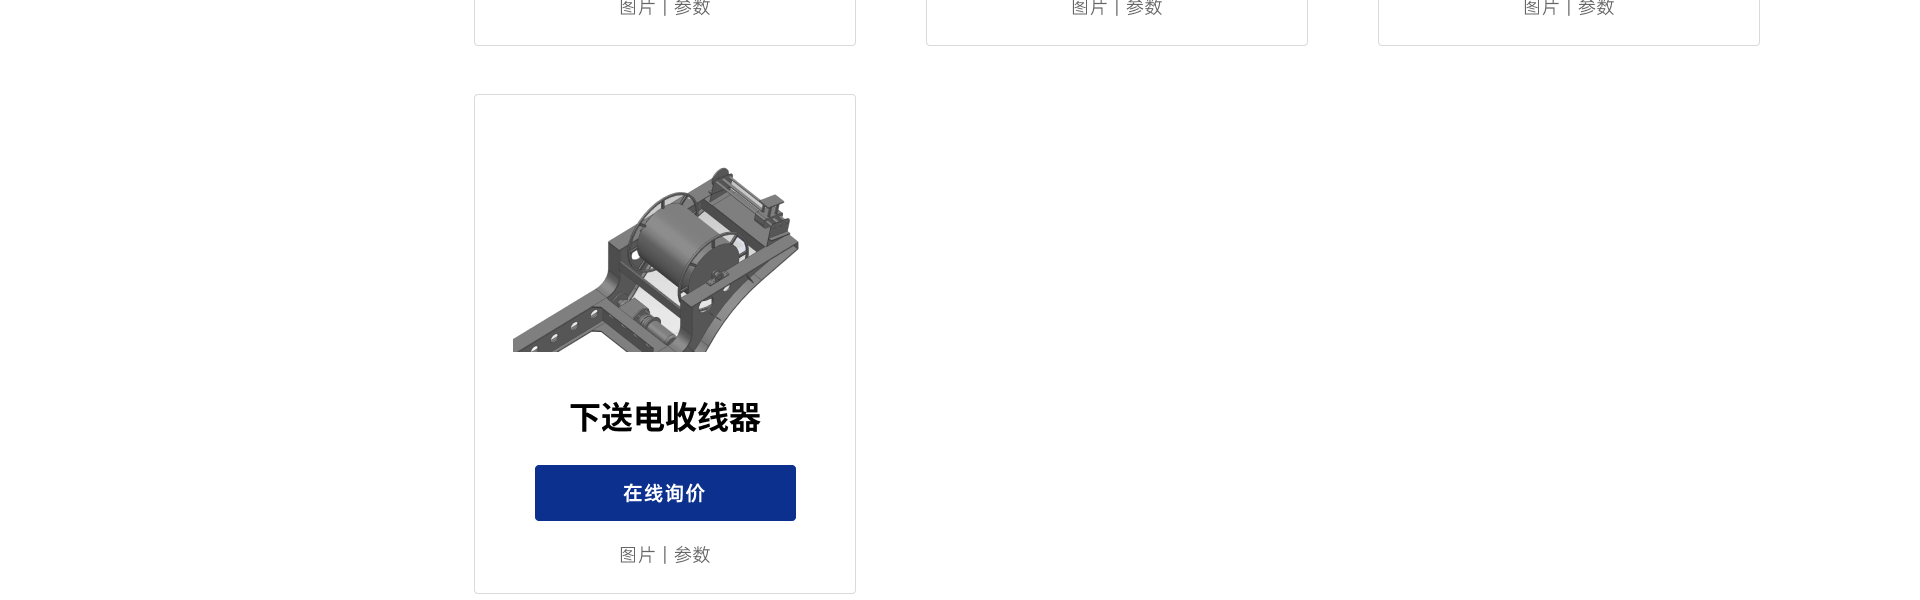 图片 | 参数
图片 | 参数
图片 | 参数
下送电收线器
在线询价
图片 | 参数